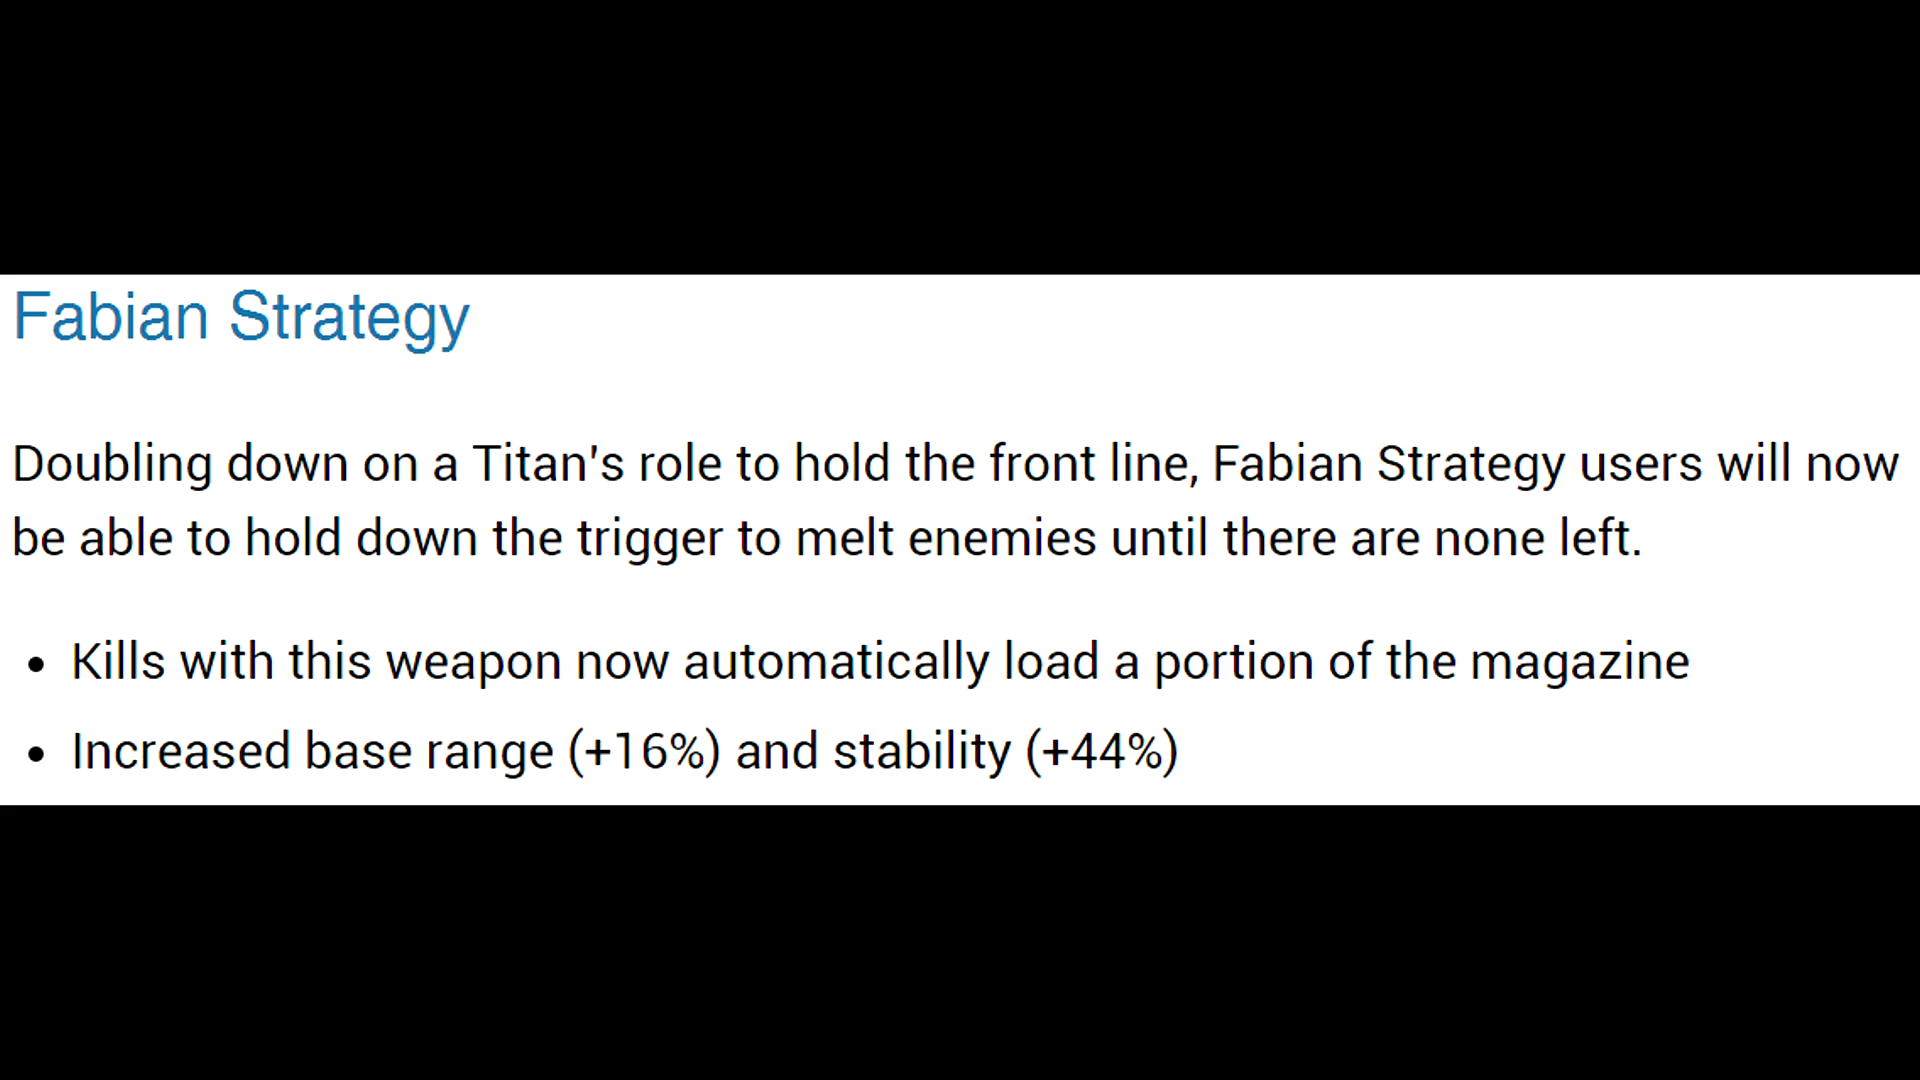 Fabian Strategy
Doubling down on a Titan's role to hold the front line, Fabian Strategy users will now
be able to hold down the trigger to melt enemies until there are none left.
• Kills with this weapon now automatically load a portion of the magazine
• Increased base range (+16%) and stability (+44%)